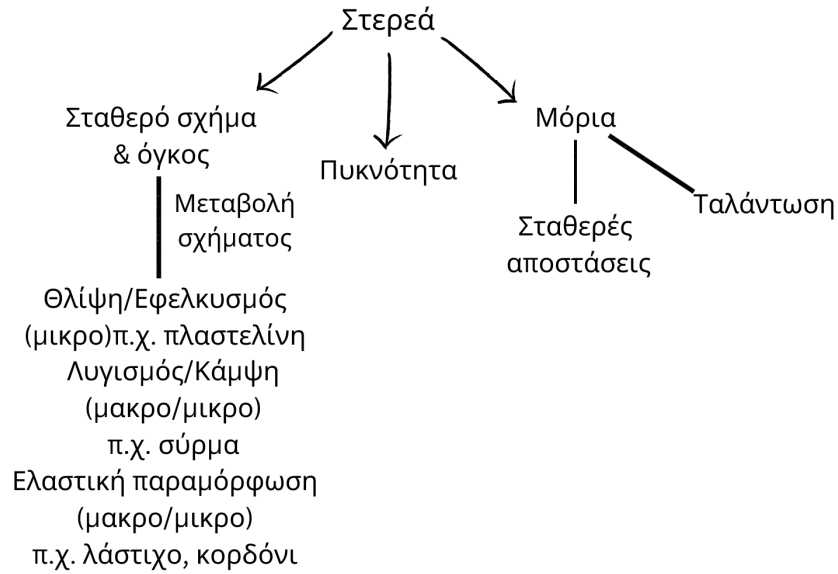 Στερεά
Σταθερό σχήμα
& όγκος
Μεταβολή
σχήματος
Θλίψη/Εφελκυσμός
(μικρο)π.χ. πλαστελίνη
Λυγισμός/Κάμψη
(μακρο/μικρο)
π.χ. σύρμα
Ελαστική παραμόρφωση
(μακρο/μικρο)
π.χ. λάστιχο, κορδόνι
Πυκνότητα
Μόρια
Σταθερές
αποστάσεις
Ταλάντωση